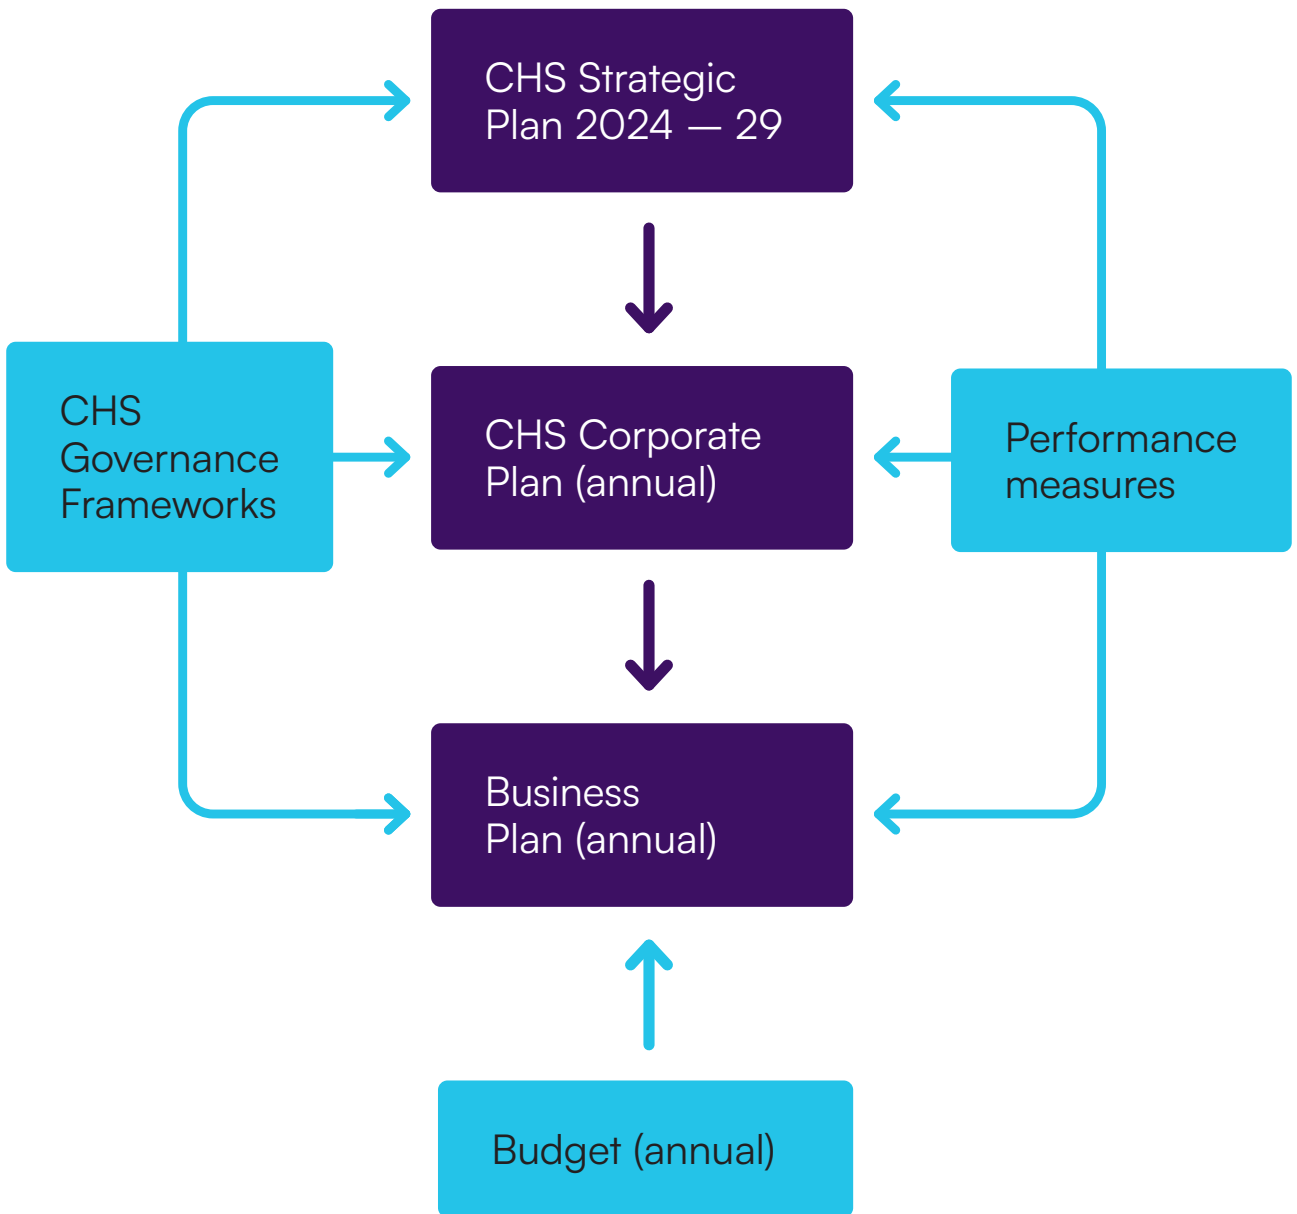 CHS Strategic
Plan 2024 — 29
CHS
Governance
Frameworks
CHS Corporate
Plan (annual)
Performance
measures
Business
Plan (annual)
Budget (annual)